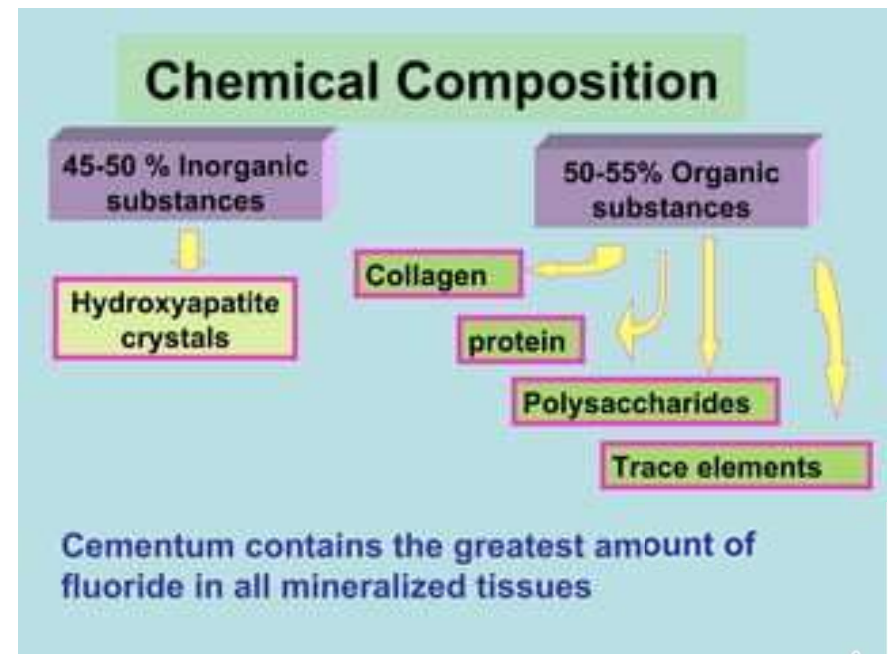 Chemical Composition
45-50 % Inorganic
substances
50-55% Organic
substances
Hydroxyapatite
crystals
Collagen
protein
Polysaccharides
Trace elements
Cementum contains the greatest amount of
fluoride in all mineralized tissues